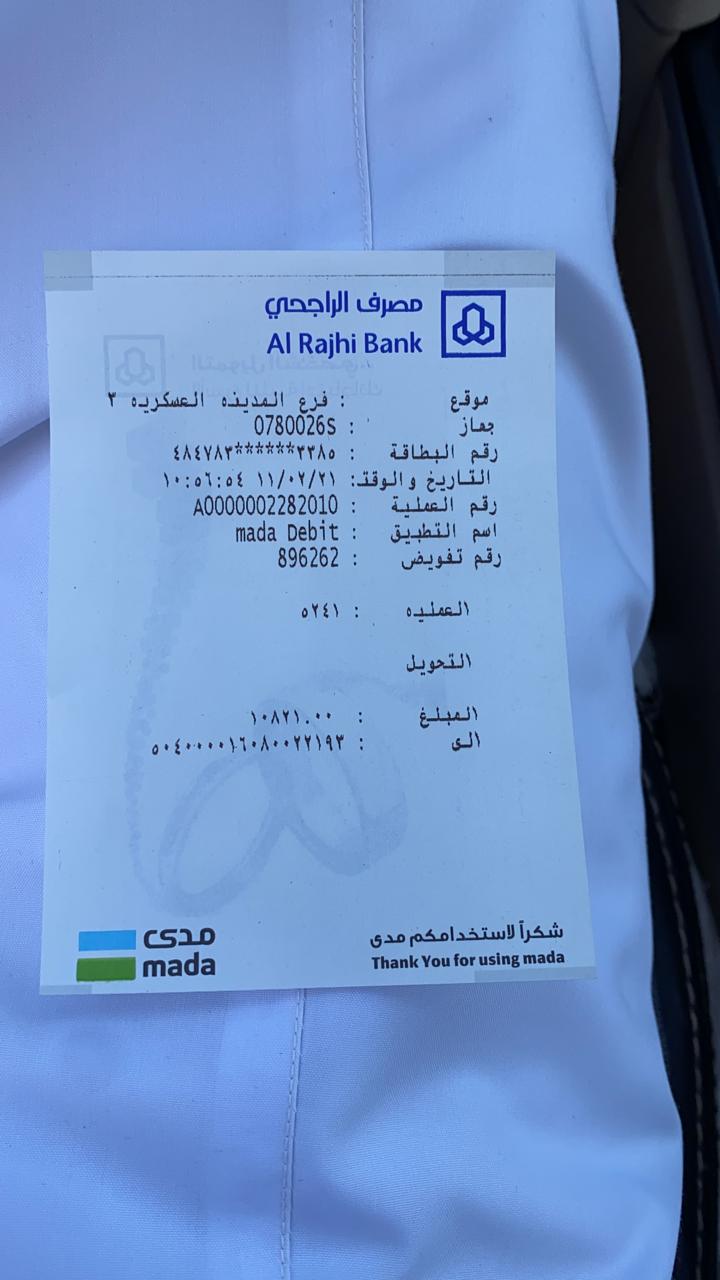 مصرف الراجحي
Al Rajhi Bank
موقع : فرع المدينه العسكريه ٣
جهاز : 0780026S
رقم البطاقة : ٤٨٤٧٨٣******٣٣٨٥
التاريخ والوقت: ١١/٠٢/٢١ ١٠:٥٦:٥٤
رقم العملية : A0000002282010
اسم التطبيق : mada Debit
رقم تفويض : 896262
العمليه : ٥٢٤١
التحويل
المبلغ : ١٠٨٢١.٠٠
الى : ٥٠٤٠٠٠٠١٦٠٨٠٠٢٢١٩٣
مدى
mada
شكراً لاستخدامكم مدى
Thank You for using mada